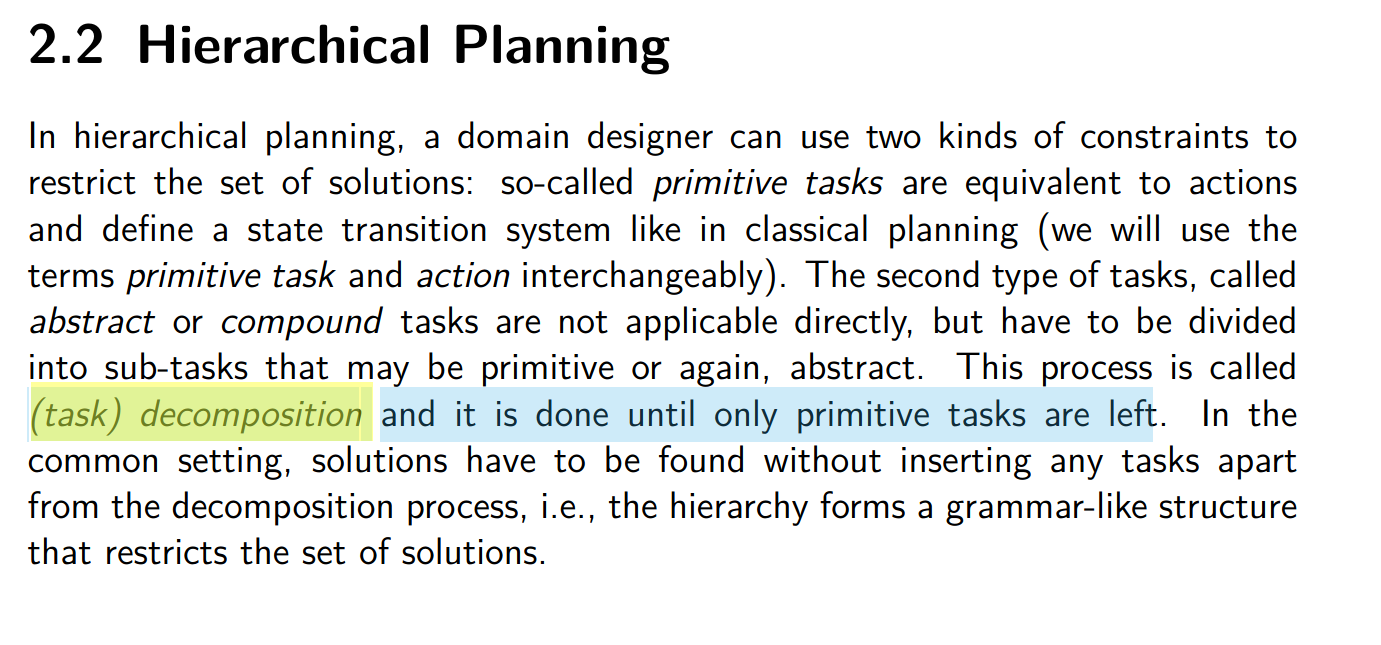 2.2 Hierarchical Planning
In hierarchical planning, a domain designer can use two kinds of constraints to
restrict the set of solutions: so-called primitive tasks are equivalent to actions
and define a state transition system like in classical planning (we will use the
terms primitive task and action interchangeably). The second type of tasks, called
abstract or compound tasks are not applicable directly, but have to be divided
into sub-tasks that may be primitive or again, abstract. This process is called
(task) decomposition and it is done until only primitive tasks are left. In the
common setting, solutions have to be found without inserting any tasks apart
from the decomposition process, i.e., the hierarchy forms a grammar-like structure
that restricts the set of solutions.